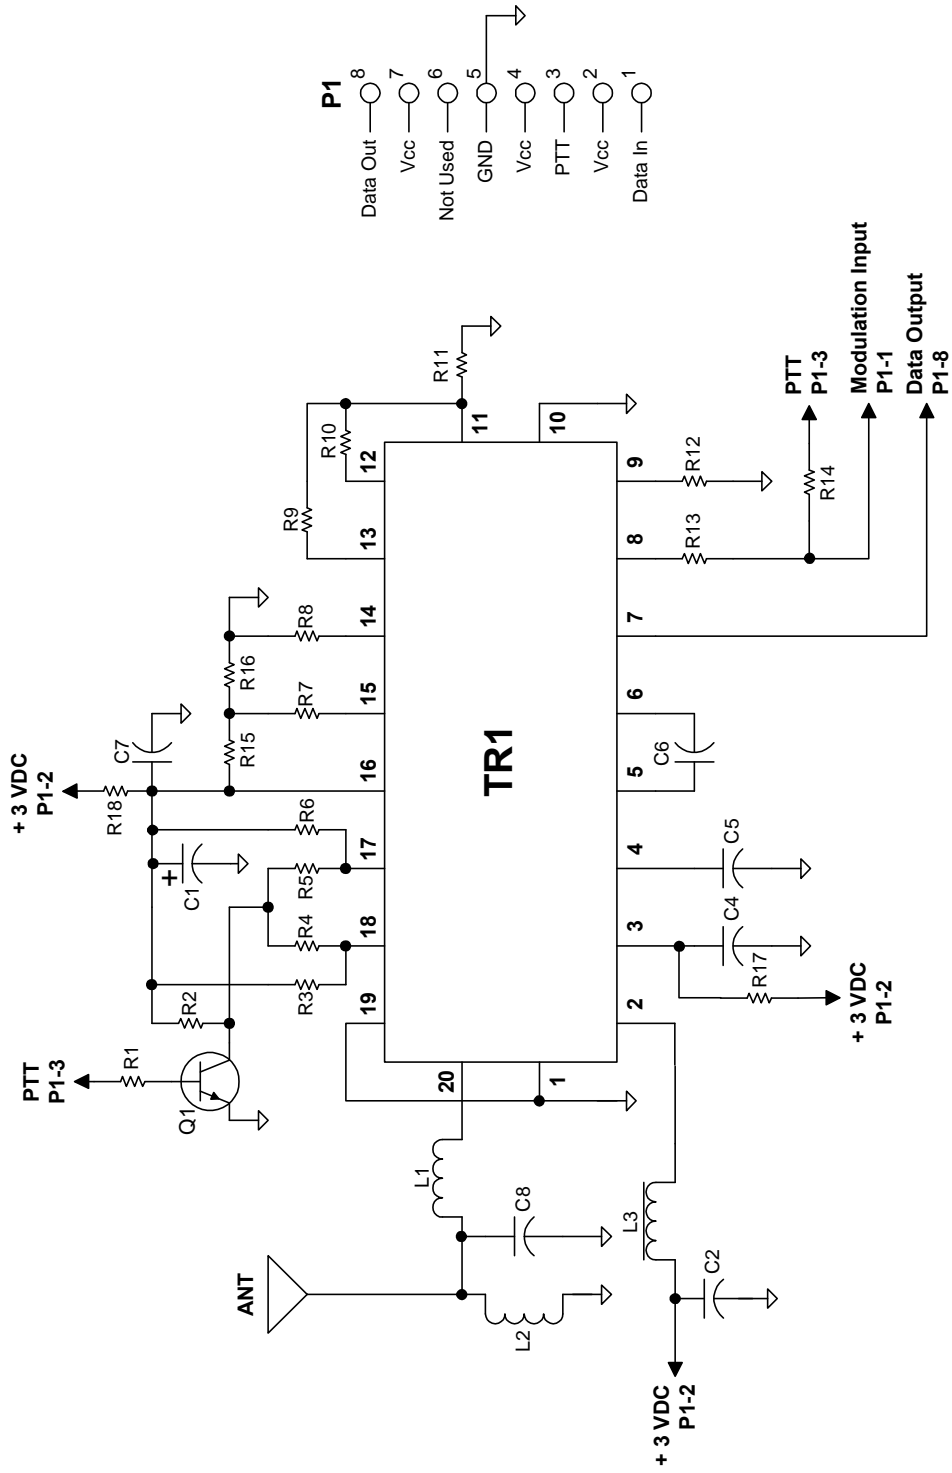 ANT
L2
L1
C8
+ 3 VDC
P1-2
C2
L3
PTT
P1-3
R1
Q1
R2
+ 3 VDC
P1-2
R18
C7
+
C1
R3
R4
R5
R6
R15
R16
R7
R8
R9
R10
R11
20
19
18
17
16
15
14
13
12
11
TR1
1
2
3
4
5
6
7
8
9
10
R17
+ 3 VDC
P1-2
C4
C5
C6
R13
R12
R14
PTT
P1-3
Modulation Input
P1-1
Data Output
P1-8
P1
Data Out 8
Vcc 7
Not Used 6
GND 5
Vcc 4
PTT 3
Vcc 2
Data In 1